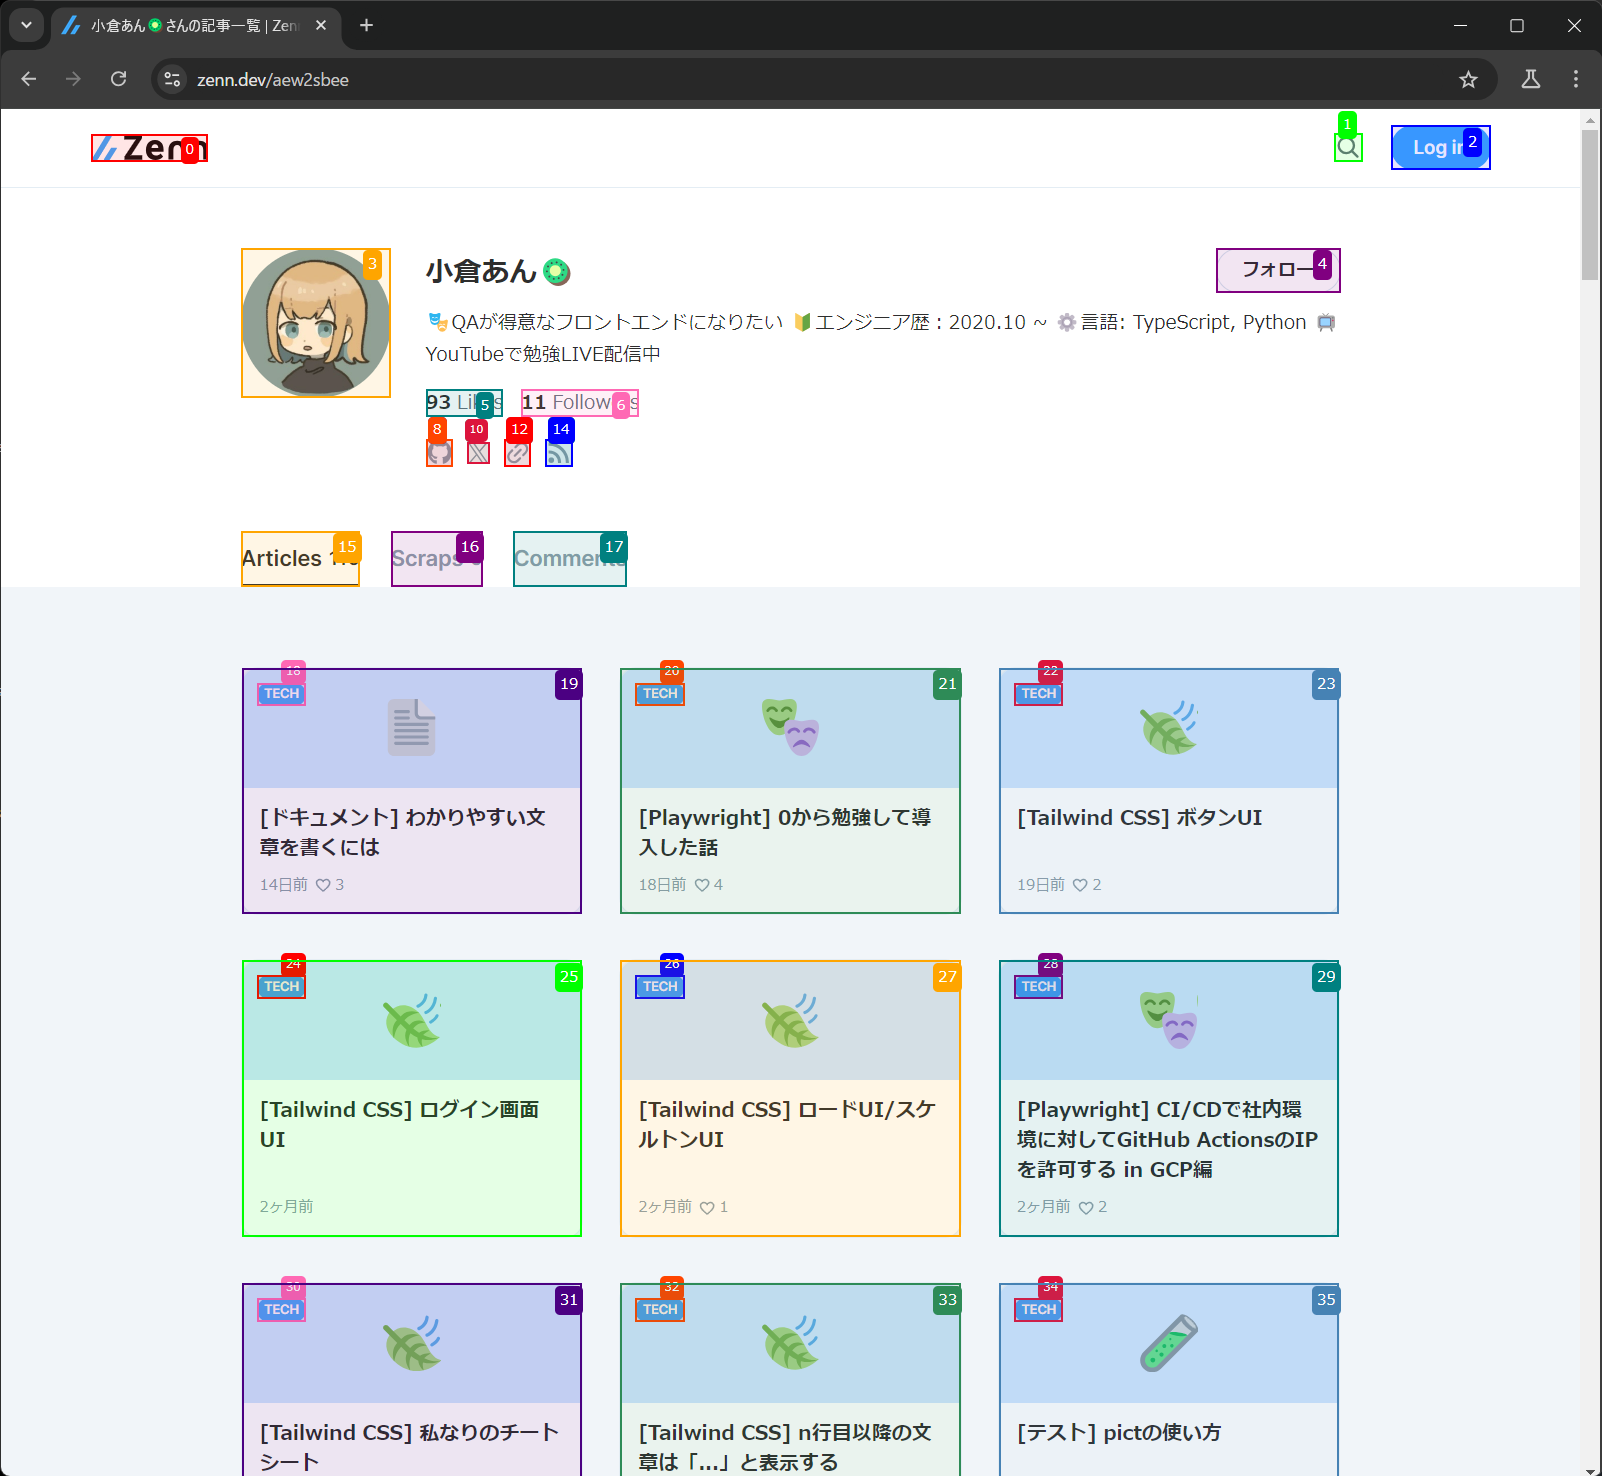 小倉あん🥝さんの記事一覧 | Zenn
zenn.dev/aew2sbee
0
1
2
3
小倉あん🥝
フォロー
4
🎭QAが得意なフロントエンドになりたい 🔰エンジニア歴：2020.10 ~ ⚙️言語: TypeScript, Python 📺
YouTubeで勉強LIVE配信中
93
5
11
6
8
10
12
14
Articles
15
Scraps
16
17
18
TECH
19
[ドキュメント] わかりやすい文
章を書くには
14日前 ♡ 3
20
TECH
21
[Playwright] 0から勉強して導
入した話
18日前 ♡ 4
22
TECH
23
[Tailwind CSS] ボタンUI
19日前 ♡ 2
24
TECH
25
[Tailwind CSS] ログイン画面
UI
2ヶ月前
26
TECH
27
[Tailwind CSS] ロードUI/スケ
ルトンUI
2ヶ月前 ♡ 1
28
TECH
29
[Playwright] CI/CDで社内環
境に対してGitHub ActionsのIP
を許可する in GCP編
2ヶ月前 ♡ 2
30
TECH
31
[Tailwind CSS] 私なりのチート
シート
32
TECH
33
[Tailwind CSS] n行目以降の文
章は「...」と表示する
34
TECH
35
[テスト] pictの使い方